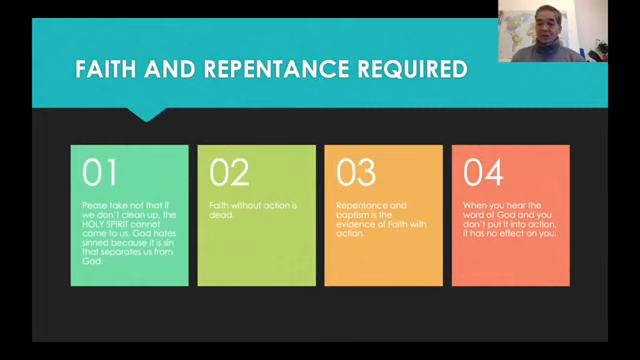 FAITH AND REPENTANCE REQUIRED
01
Pease take not that if
we don't clean up, the
HOLY SPIRIT cannot
come to us. God hates
sinned because it is sin
that separates us from
God.
02
Faith without action is
dead.
03
Repentance and
baptism is the
evidence of Faith with
action.
04
When you hear the
word of God and you
don't put it into action,
it has no effect on you.